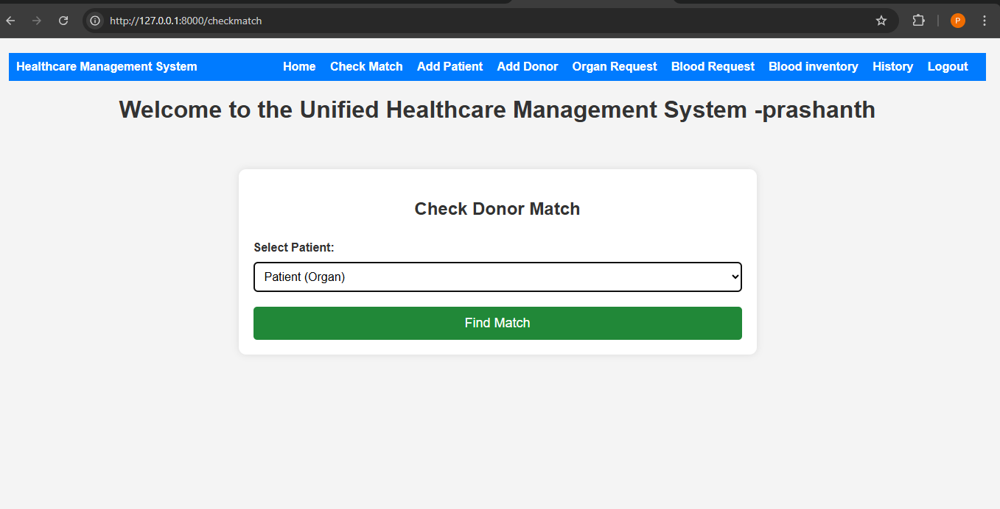 http://127.0.0.1:8000/checkmatch
P
Healthcare Management System Home Check Match Add Patient Add Donor Organ Request Blood Request Blood inventory History Logout
Welcome to the Unified Healthcare Management System -prashanth
Check Donor Match
Select Patient:
Patient (Organ)
Find Match